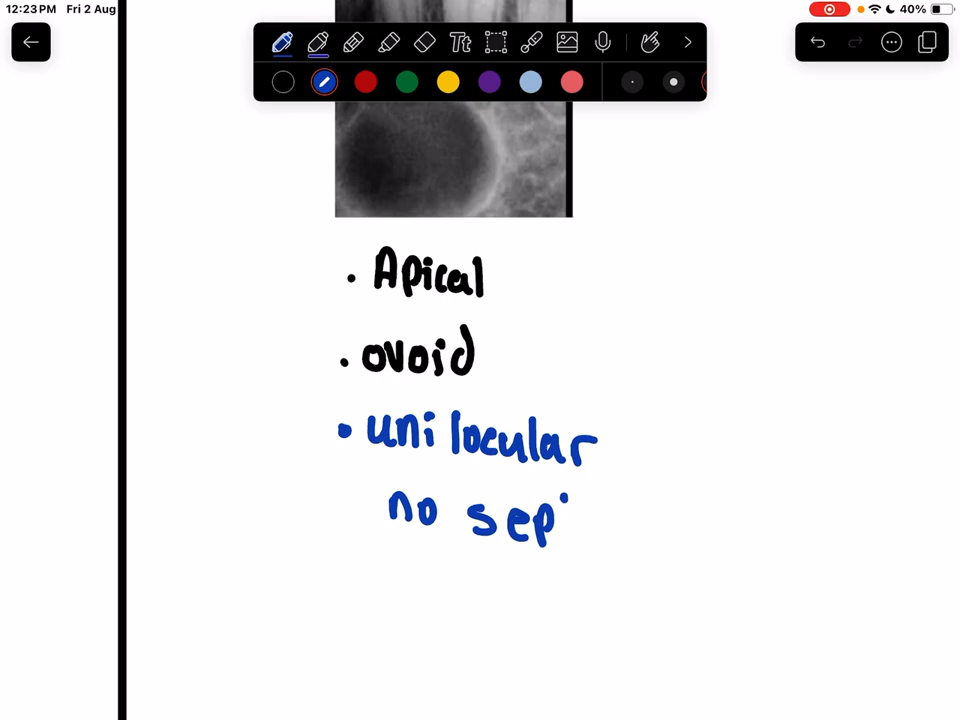 12:23 PM Fri 2 Aug 40%
Tt
• Apical
• ovoid
• unilocular
no sep